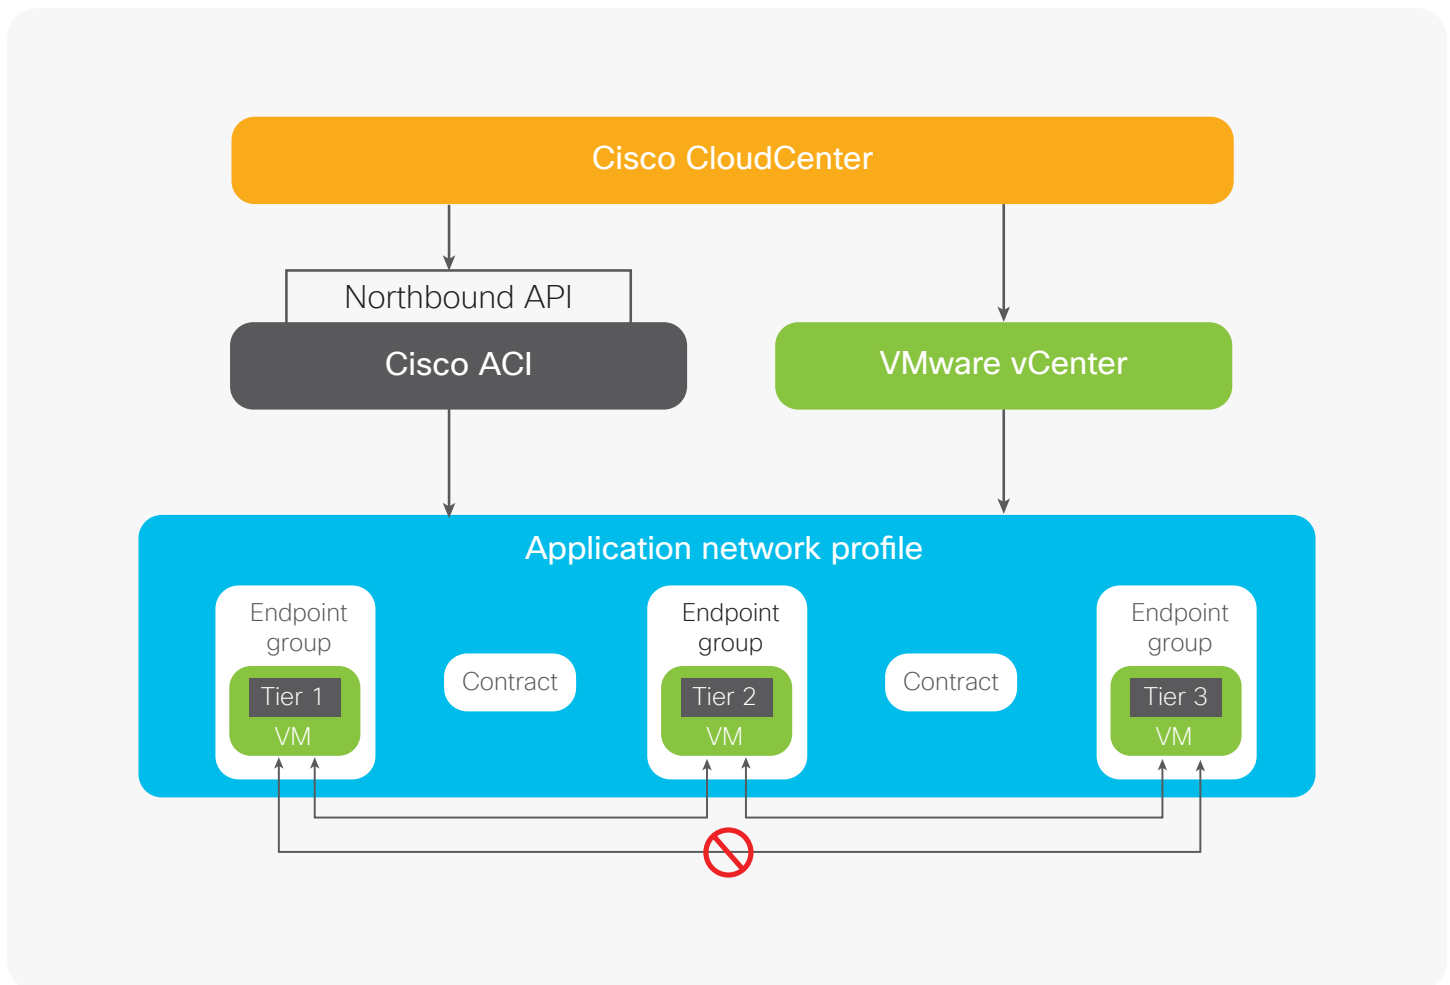 Cisco CloudCenter
Northbound API
Cisco ACI
VMware vCenter
Application network profile
Endpoint
group
Tier 1
VM
Contract
Endpoint
group
Tier 2
VM
Contract
Endpoint
group
Tier 3
VM